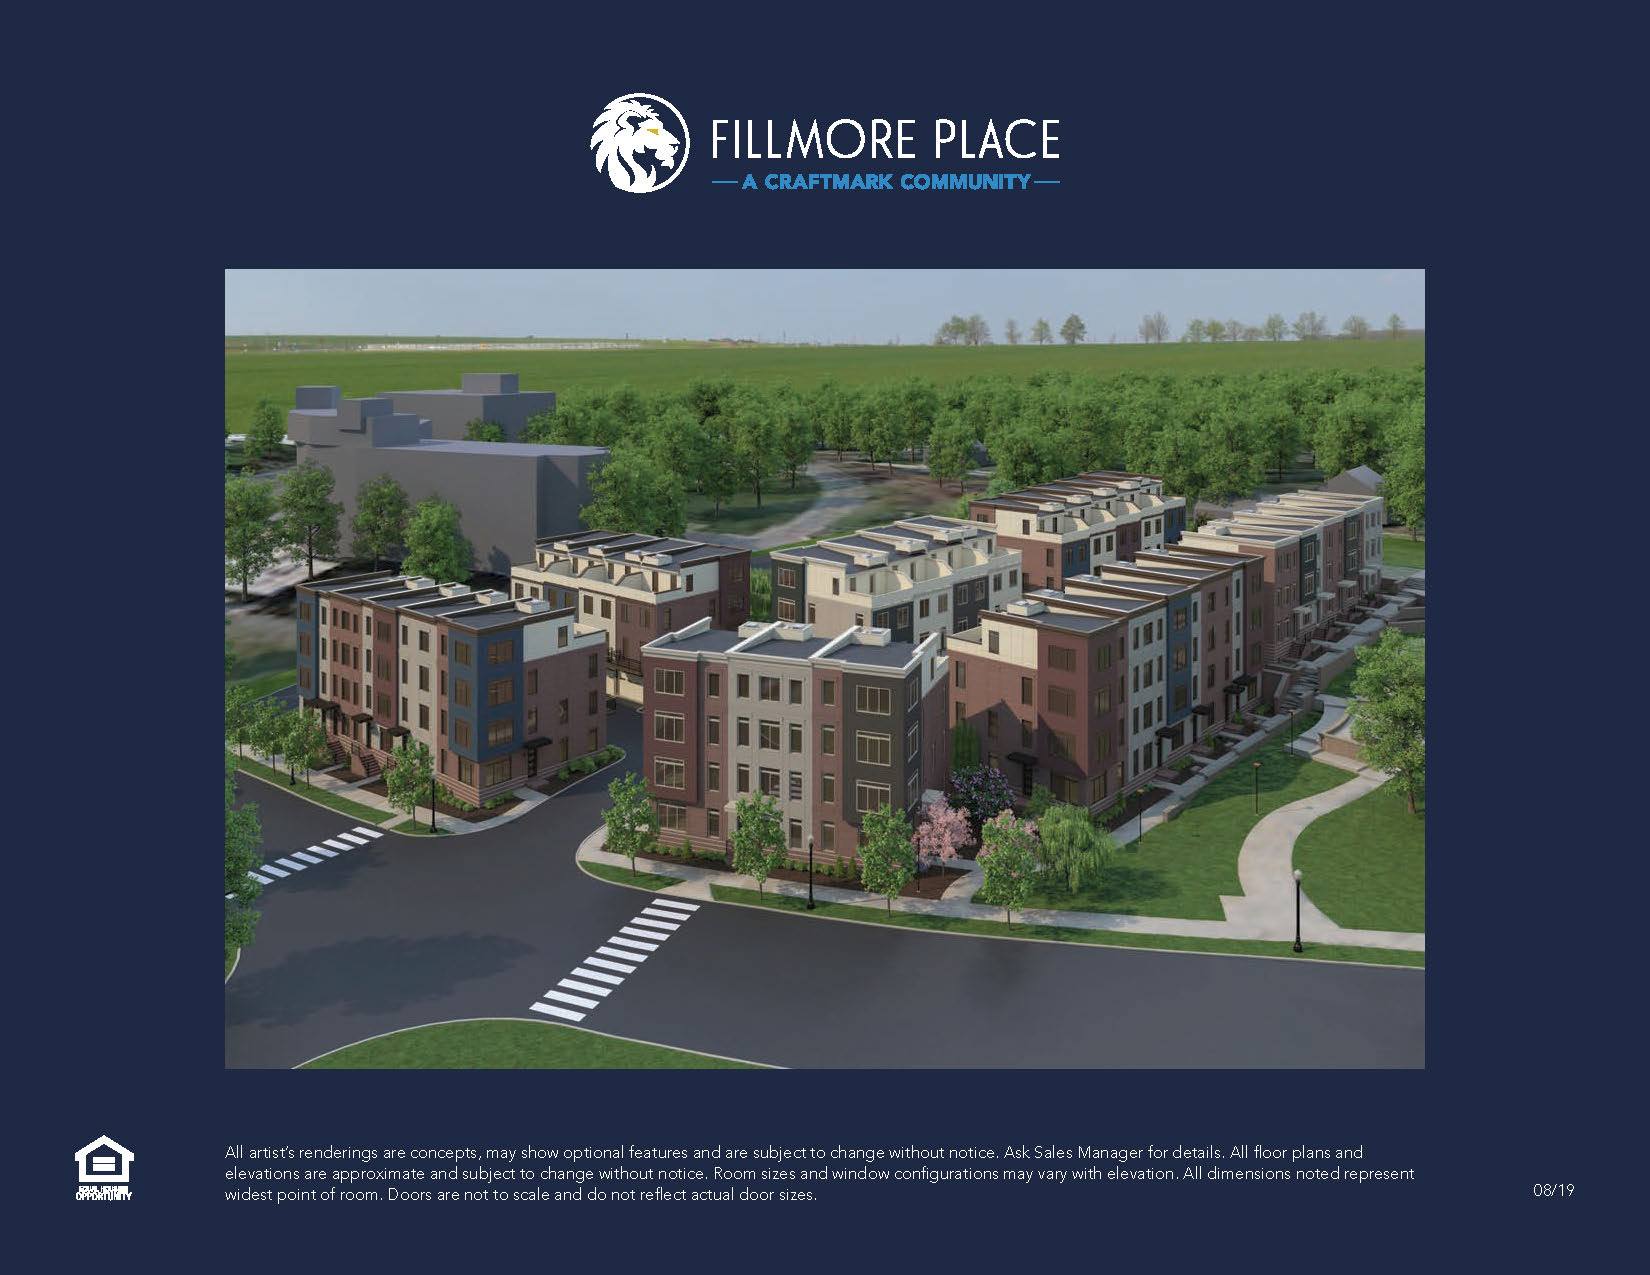 FILLMORE PLACE
A CRAFTMARK COMMUNITY
All artist's renderings are concepts, may show optional features and are subject to change without notice. Ask Sales Manager for details. All floor plans and
elevations are approximate and subject to change without notice. Room sizes and window configurations may vary with elevation. All dimensions noted represent
widest point of room. Doors are not to scale and do not reflect actual door sizes.
EQUAL HOUSING
OPPORTUNITY
08/19